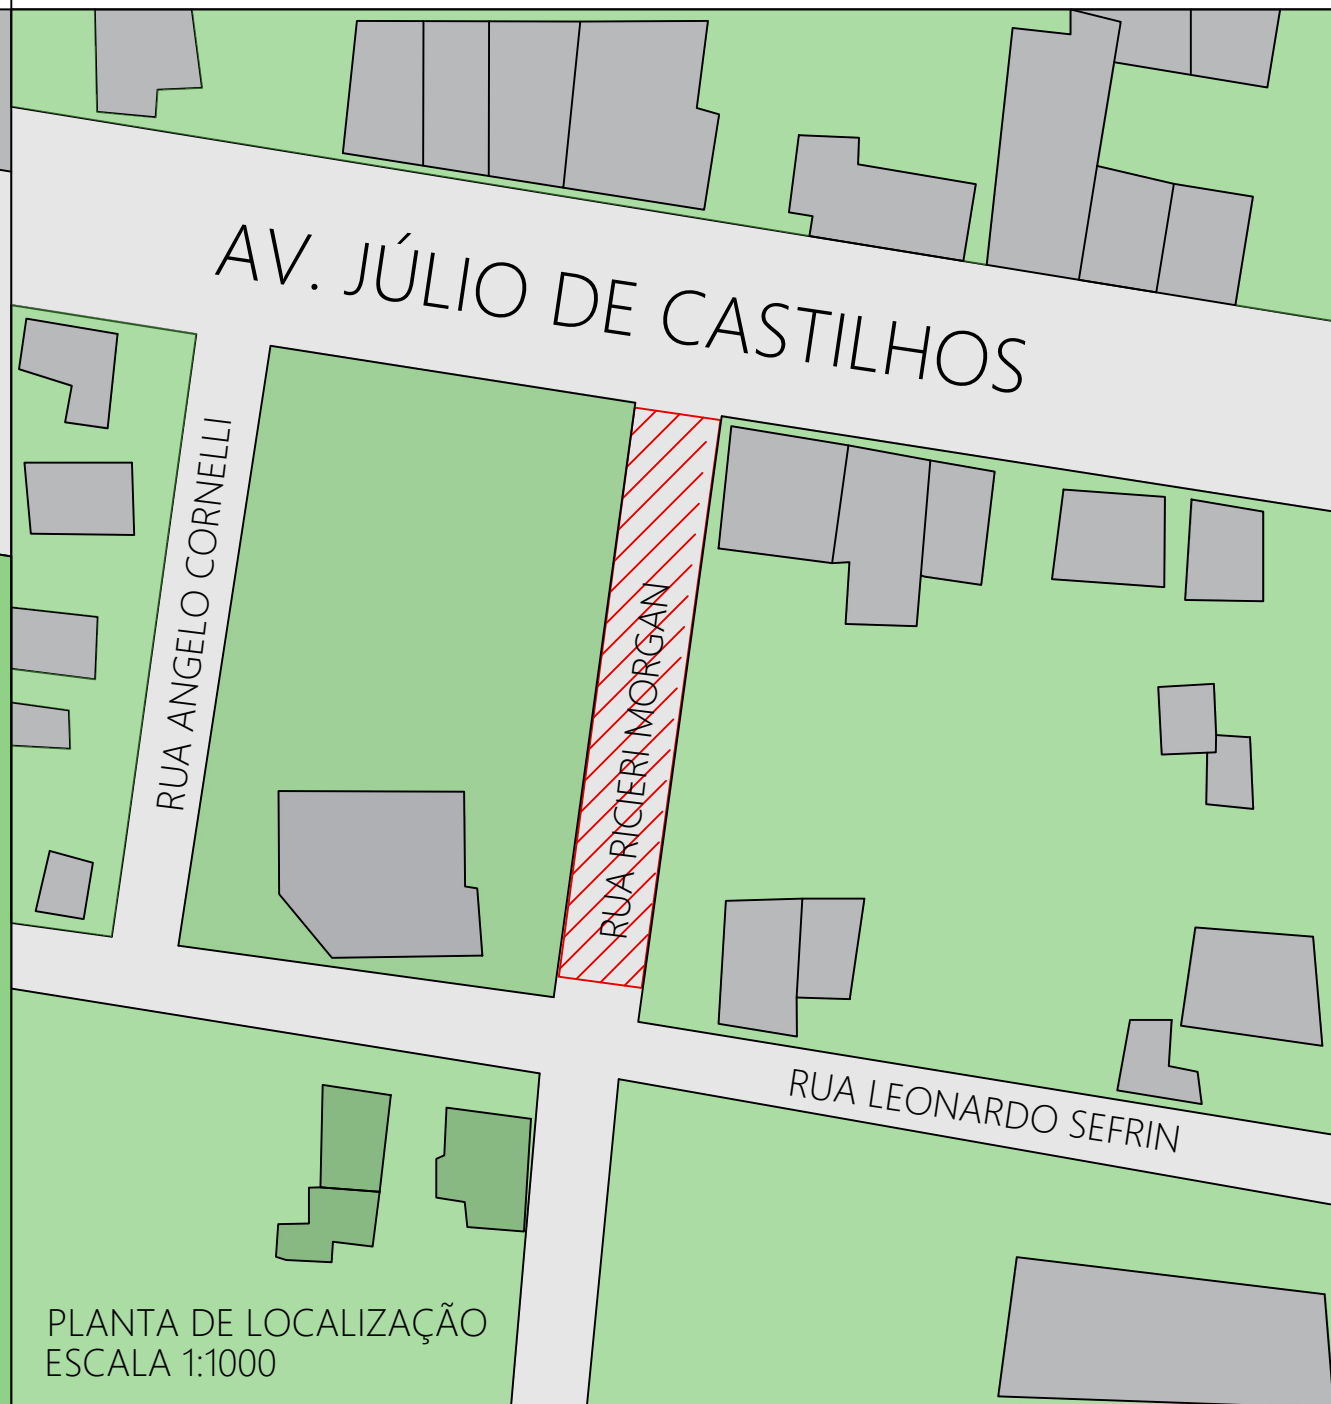 AV. JÚLIO DE CASTILHOS
RUA ANGELO CORNELLI
RUA RICIERI MORGAN
RUA LEONARDO SEFRIN
PLANTA DE LOCALIZAÇÃO
ESCALA 1:1000